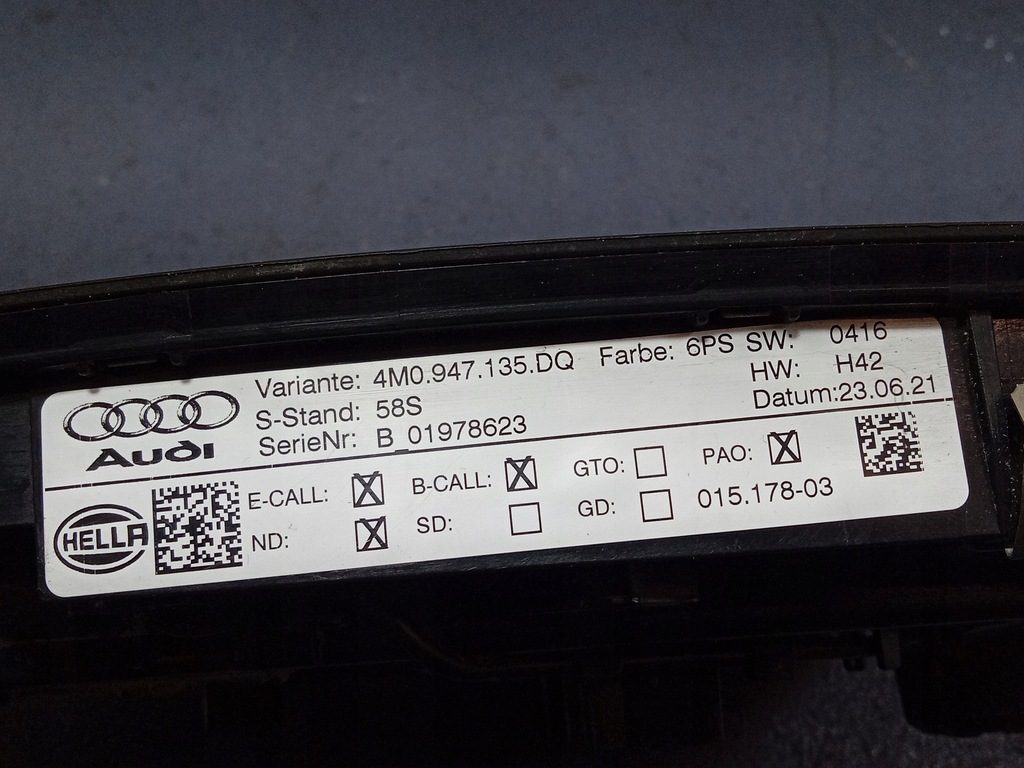 Audi
Variante: 4M0.947.135.DQ Farbe: 6PS SW: 0416
S-Stand: 58S HW: H42
SerieNr: B_01978623 Datum:23.06.21
HELLA
E-CALL: ☒ B-CALL: ☒ GTO: ☐ PAO: ☒
ND: ☒ SD: ☐ GD: ☐ 015.178-03